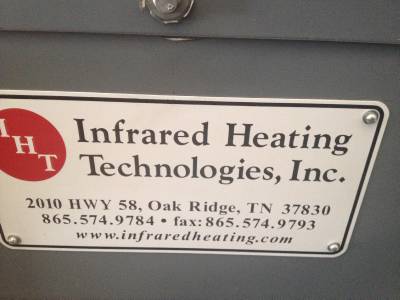 IHT
Infrared Heating
Technologies, Inc.
2010 HWY 58, Oak Ridge, TN 37830
865.574.9784 • fax: 865.574.9793
www.infraredheating.com